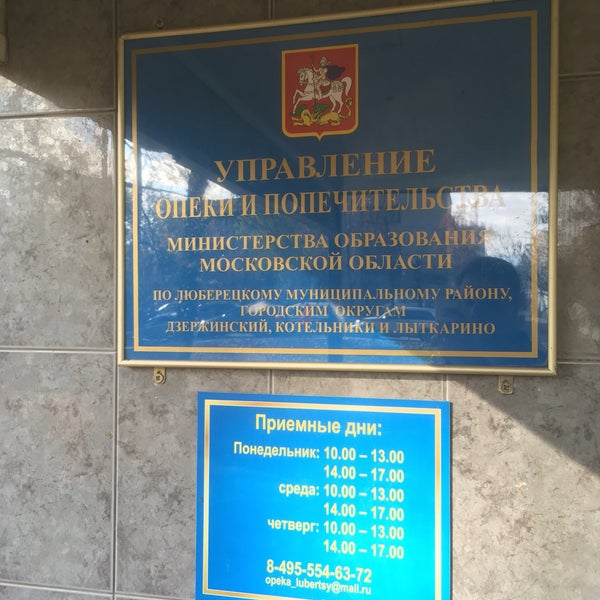 УПРАВЛЕНИЕ
ОПЕКИ И ПОПЕЧИТЕЛЬСТВА
МИНИСТЕРСТВА ОБРАЗОВАНИЯ
МОСКОВСКОЙ ОБЛАСТИ
ПО ЛЮБЕРЕЦКОМУ МУНИЦИПАЛЬНОМУ РАЙОНУ,
ГОРОДСКИМ ОКРУГАМ
ДЗЕРЖИНСКИЙ, КОТЕЛЬНИКИ И ЛЫТКАРИНО
Приемные дни:
Понедельник: 10.00 – 13.00
14.00 – 17.00
среда: 10.00 – 13.00
14.00 – 17.00
четверг: 10.00 – 13.00
14.00 – 17.00
8-495-554-63-72
opeka_lubertsy@mail.ru